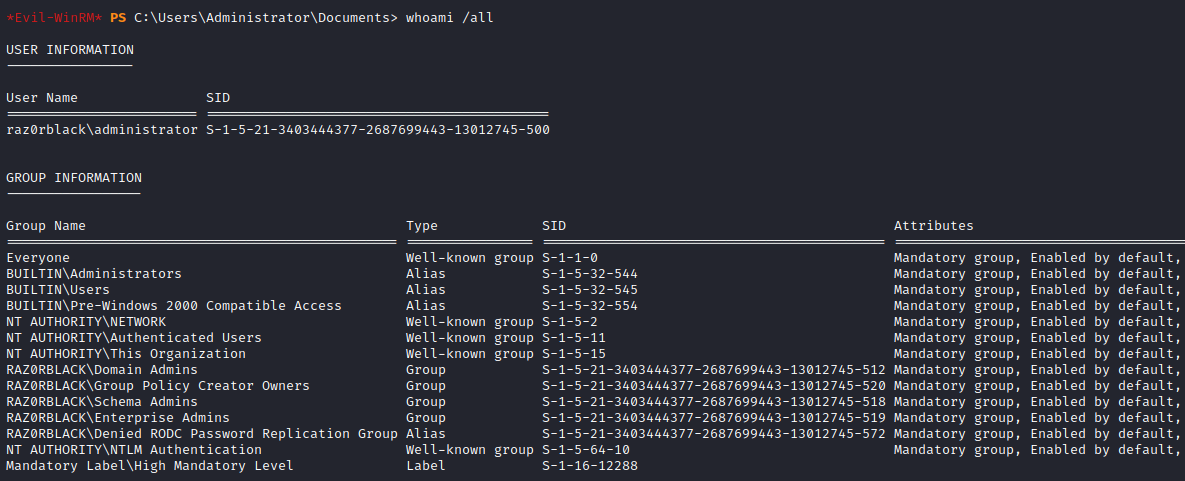 *Evil-WinRM* PS C:\Users\Administrator\Documents> whoami /all
USER INFORMATION
----------------
User Name SID
======================== ===========================================
raz0rblack\administrator S-1-5-21-3403444377-2687699443-13012745-500
GROUP INFORMATION
-----------------
Group Name Type SID Attributes
================================================= ================ =========================================== ====================================
Everyone Well-known group S-1-1-0 Mandatory group, Enabled by default,
BUILTIN\Administrators Alias S-1-5-32-544 Mandatory group, Enabled by default,
BUILTIN\Users Alias S-1-5-32-545 Mandatory group, Enabled by default,
BUILTIN\Pre-Windows 2000 Compatible Access Alias S-1-5-32-554 Mandatory group, Enabled by default,
NT AUTHORITY\NETWORK Well-known group S-1-5-2 Mandatory group, Enabled by default,
NT AUTHORITY\Authenticated Users Well-known group S-1-5-11 Mandatory group, Enabled by default,
NT AUTHORITY\This Organization Well-known group S-1-5-15 Mandatory group, Enabled by default,
RAZ0RBLACK\Domain Admins Group S-1-5-21-3403444377-2687699443-13012745-512 Mandatory group, Enabled by default,
RAZ0RBLACK\Group Policy Creator Owners Group S-1-5-21-3403444377-2687699443-13012745-520 Mandatory group, Enabled by default,
RAZ0RBLACK\Schema Admins Group S-1-5-21-3403444377-2687699443-13012745-518 Mandatory group, Enabled by default,
RAZ0RBLACK\Enterprise Admins Group S-1-5-21-3403444377-2687699443-13012745-519 Mandatory group, Enabled by default,
RAZ0RBLACK\Denied RODC Password Replication Group Alias S-1-5-21-3403444377-2687699443-13012745-572 Mandatory group, Enabled by default,
NT AUTHORITY\NTLM Authentication Well-known group S-1-5-64-10 Mandatory group, Enabled by default,
Mandatory Label\High Mandatory Level Label S-1-16-12288